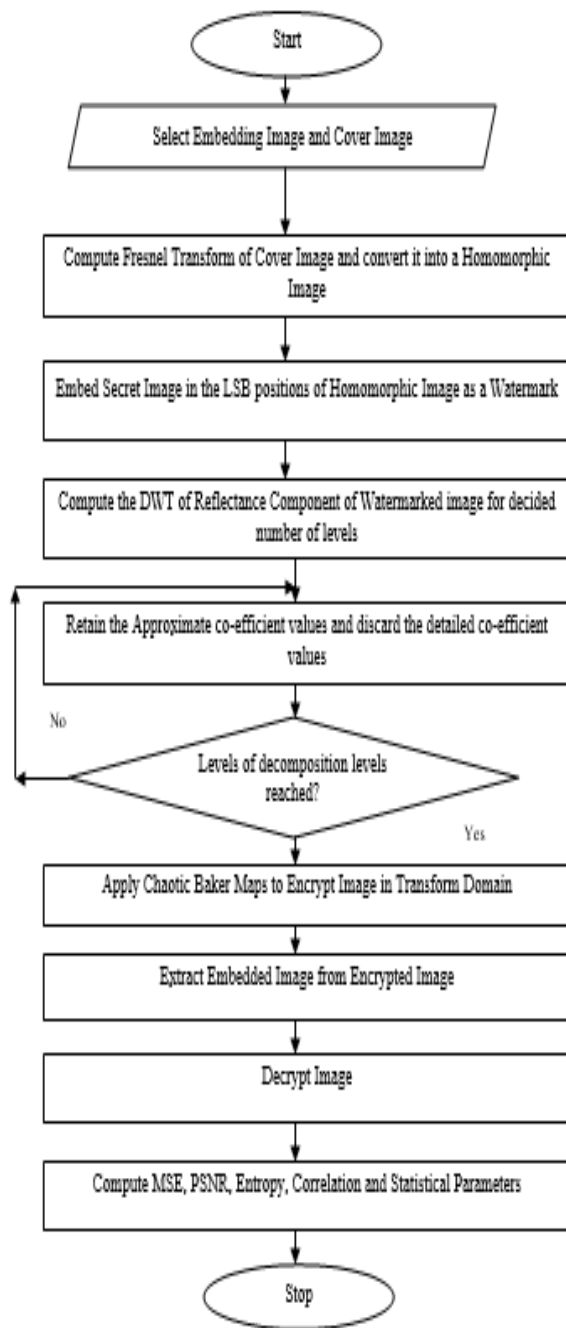 Start
Select Embedding Image and Cover Image
Compute Fresnel Transform of Cover Image and convert it into a Homomorphic
Image
Embed Secret Image in the LSB positions of Homomorphic Image as a Watermark
Compute the DWT of Reflectance Component of Watermarked image for decided
number of levels
Retain the Approximate co-efficient values and discard the detailed co-efficient
values
No
Levels of decomposition levels
reached?
Yes
Apply Chaotic Baker Maps to Encrypt Image in Transform Domain
Extract Embedded Image from Encrypted Image
Decrypt Image
Compute MSE, PSNR, Entropy, Correlation and Statistical Parameters
Stop